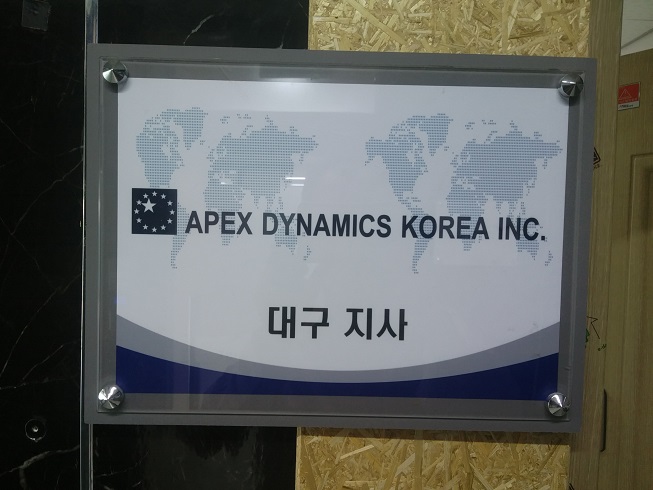 APEX DYNAMICS KOREA INC.
대구 지사